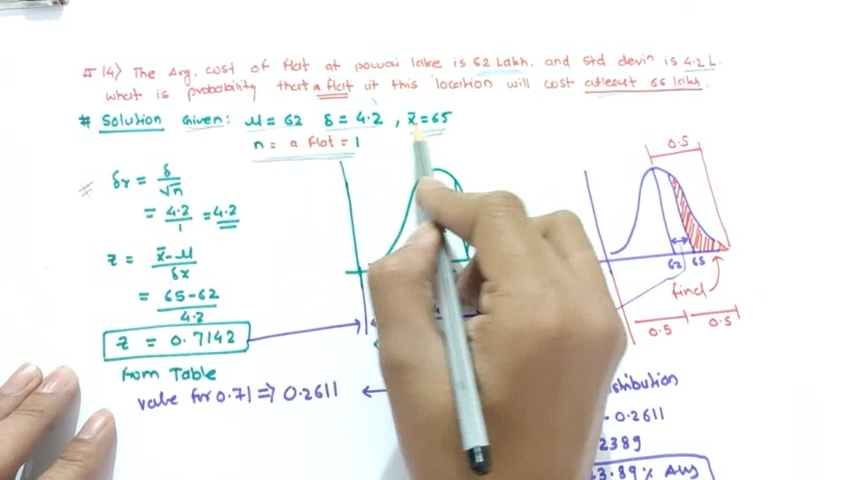 I 14) The Avg. cost of flat at powai lake is 62 Lakh. and Std devⁿ is 4.2 L.
what is probability that a flat at this location will cost atleast 65 lakh.
# Solution Given: μ = 62 δ = 4.2 , x̄ = 65
n = a Flat = 1
δx = δ/√n
= 4.2/1 = 4.2
z = x̄-μ/δx
= 65-62/4.2
z = 0.7142
From Table
value for 0.71 => 0.2611
0.5
62 65
find
0.5 0.5
stribution
- 0.2611
2389
3.89% Ans